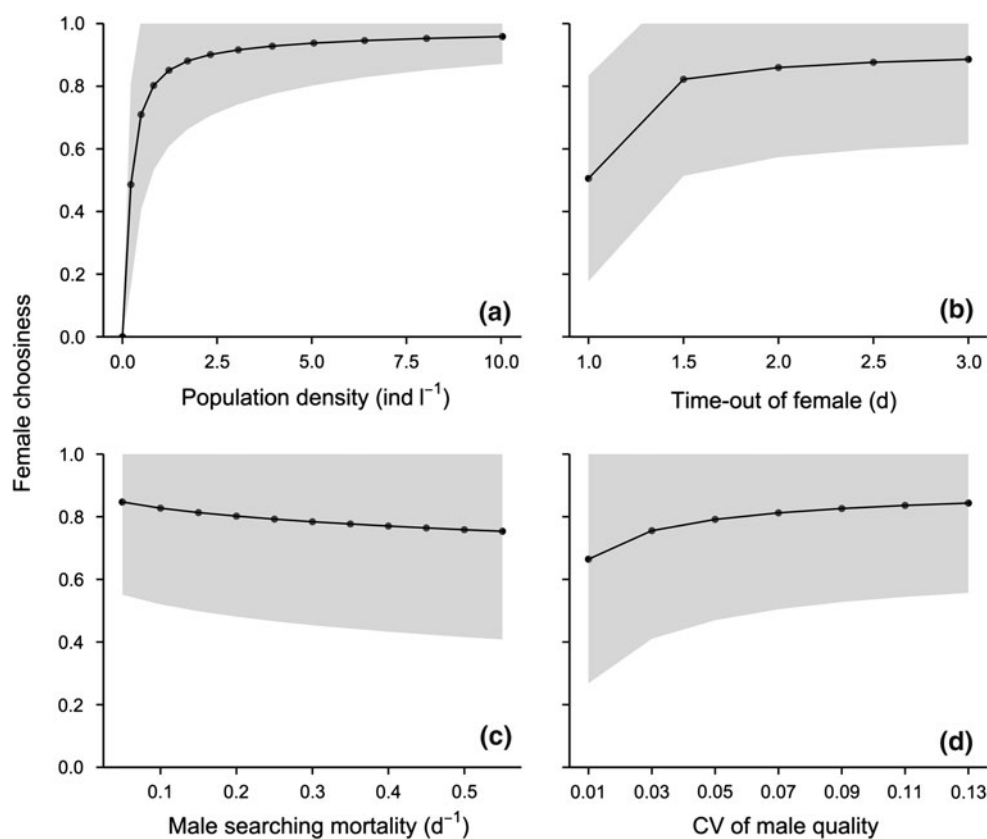 Female choosiness
1.0
0.8
0.6
0.4
0.2
0.0
(a)
0.0 2.5 5.0 7.5 10.0
Population density (ind l⁻¹)
(b)
1.0 1.5 2.0 2.5 3.0
Time-out of female (d)
1.0
0.8
0.6
0.4
0.2
0.0
(c)
0.1 0.2 0.3 0.4 0.5
Male searching mortality (d⁻¹)
(d)
0.01 0.03 0.05 0.07 0.09 0.11 0.13
CV of male quality